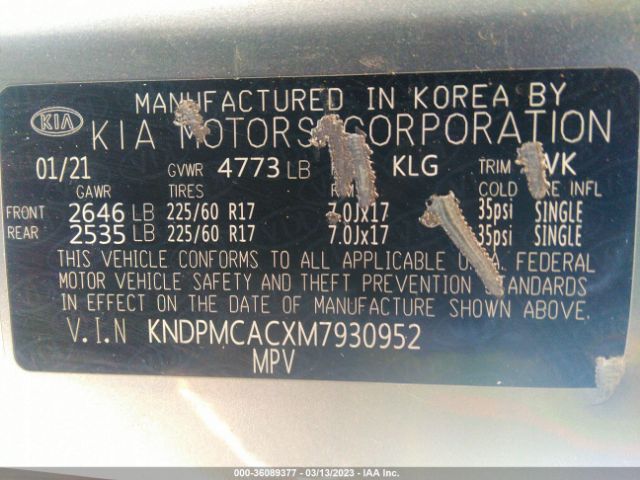 MANUFACTURED IN KOREA BY
KIA KIA MOTORS CORPORATION
01/21 GVWR 4773 LB KLG TRIM VK
GAWR TIRES COLD INFL
FRONT 2646 LB 225/60 R17 7.0Jx17 35psi SINGLE
REAR 2535 LB 225/60 R17 7.0Jx17 35psi SINGLE
THIS VEHICLE CONFORMS TO ALL APPLICABLE U.S.A. FEDERAL
MOTOR VEHICLE SAFETY AND THEFT PREVENTION STANDARDS
IN EFFECT ON THE DATE OF MANUFACTURE SHOWN ABOVE.
V.I.N KNDPMCACXM7930952
MPV
000-36089377 - 03/13/2023 - IAA Inc.